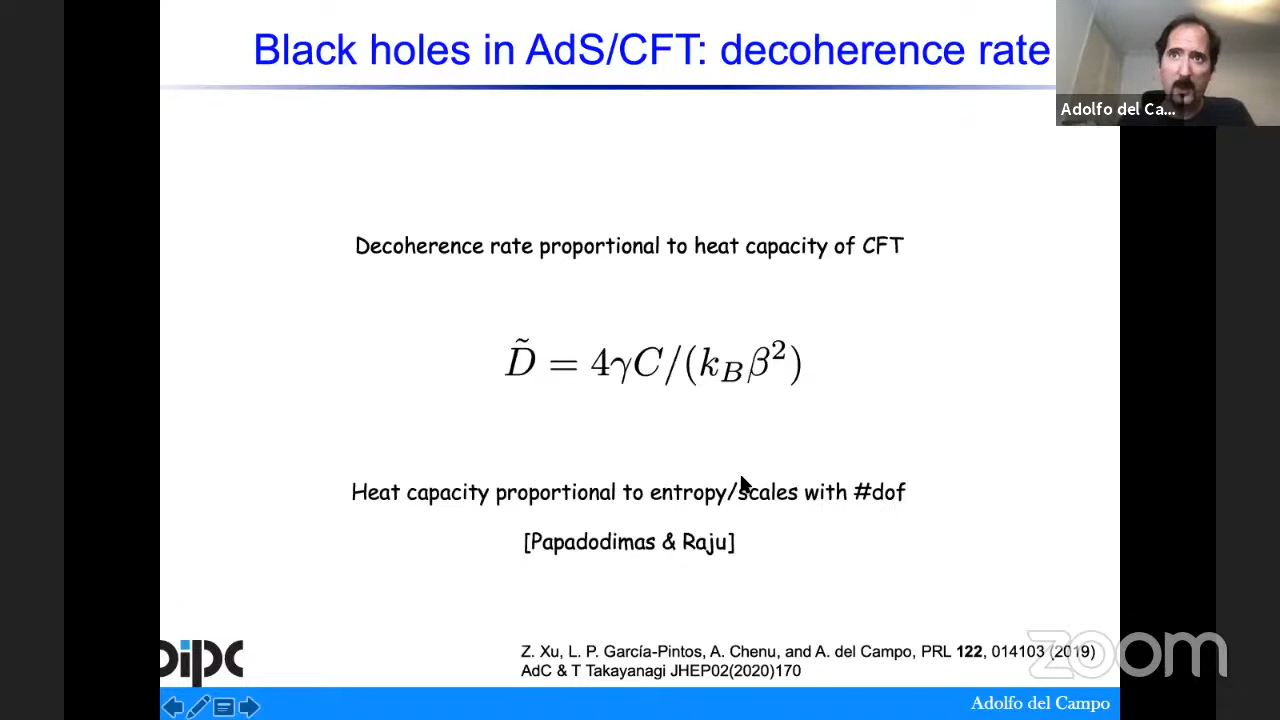 Black holes in AdS/CFT: decoherence rate
Adolfo del Ca...
Decoherence rate proportional to heat capacity of CFT
D̃ = 4γC/(k_Bβ²)
Heat capacity proportional to entropy/scales with #dof
[Papadodimas & Raju]
dipc
Z. Xu, L. P. García-Pintos, A. Chenu, and A. del Campo, PRL 122, 014103 (2019)
AdC & T Takayanagi JHEP02(2020)170
zoom
Adolfo del Campo